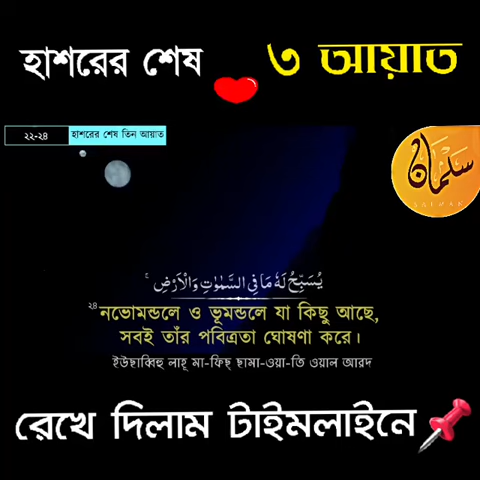 হাশরের শেষ ৩ আয়াত
২২-২৪ হাশরের শেষ তিন আয়াত
سلمان
SALMAN
يُسَبِّحُ لَهٗ مَا فِى السَّمٰوٰتِ وَالْاَرْضِ ۚ
২৪ নভোমন্ডলে ও ভূমন্ডলে যা কিছু আছে,
সবই তাঁর পবিত্রতা ঘোষণা করে।
ইউছাব্বিহু লাহূ মা-ফিছ্ ছামা-ওয়া-তি ওয়াল আরদ
রেখে দিলাম টাইমলাইনে